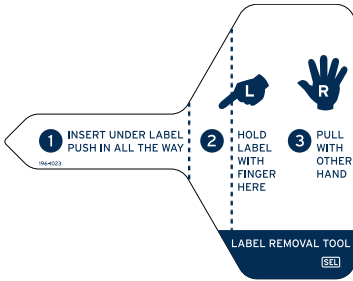 1
INSERT UNDER LABEL
PUSH IN ALL THE WAY
1964023
2
L
HOLD
LABEL
WITH
FINGER
HERE
R
3
PULL
WITH
OTHER
HAND
LABEL REMOVAL TOOL
SEL